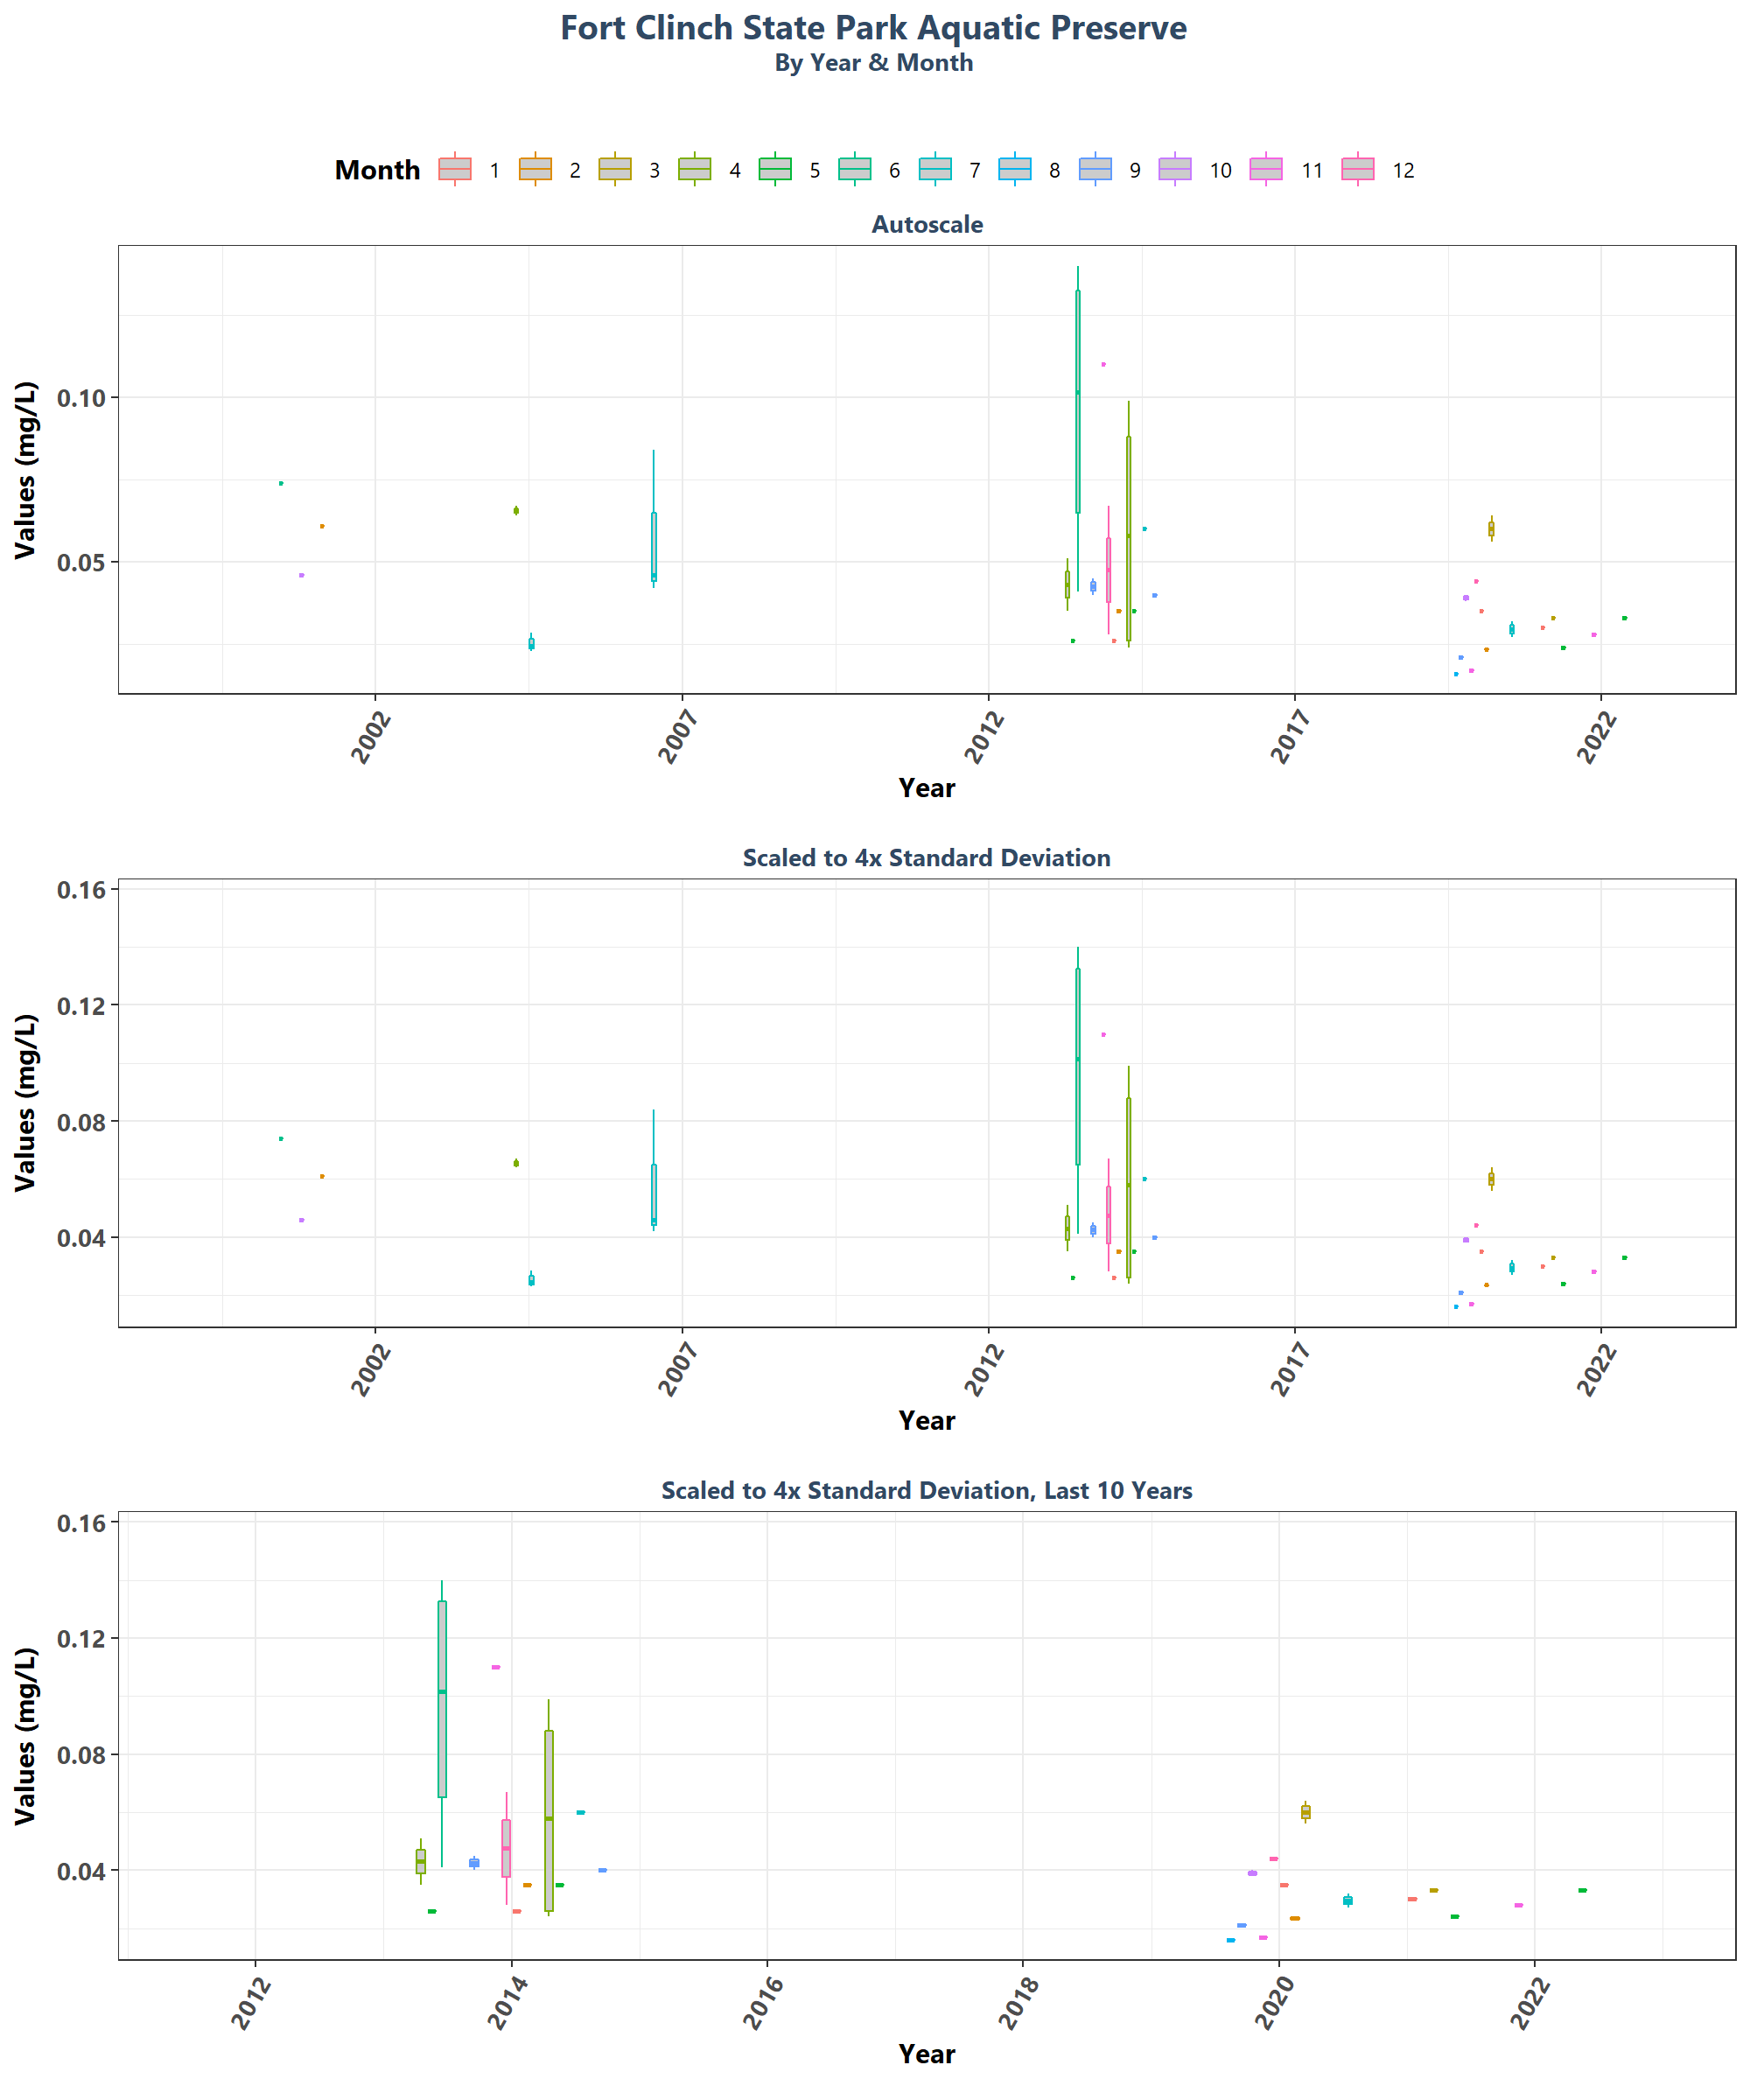 Fort Clinch State Park Aquatic Preserve
By Year & Month
Month 1 2 3 4 5 6 7 8 9 10 11 12
Autoscale
Values (mg/L)
0.10
0.05
2002 2007 2012 2017 2022
Year
Scaled to 4x Standard Deviation
Values (mg/L)
0.16
0.12
0.08
0.04
2002 2007 2012 2017 2022
Year
Scaled to 4x Standard Deviation, Last 10 Years
Values (mg/L)
0.16
0.12
0.08
0.04
2012 2014 2016 2018 2020 2022
Year